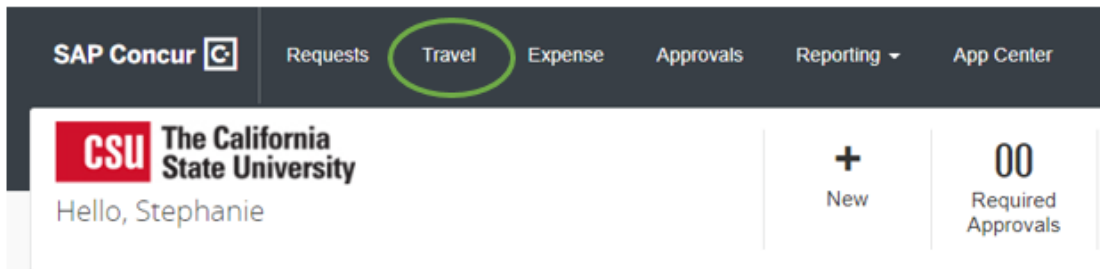 SAP Concur C Requests Travel Expense Approvals Reporting App Center
CSU The California
State University
Hello, Stephanie
+
New
00
Required
Approvals